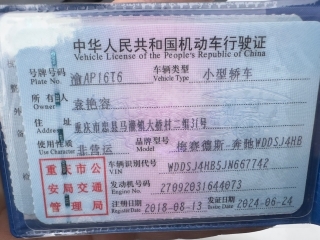 中华人民共和国机动车行驶证
Vehicle License of the People's Republic of China
号牌号码 渝AP16T6 车辆类型 小型轿车
Plate No. Vehicle Type
所有人 袁艳容
Owner
住址 重庆市忠县马灌镇大桥村二组31号
Address
使用性质 非营运 品牌型号 梅赛德斯-奔驰WDDSJ4HB
Use Character Model
重庆市公安局交通管理局
车辆识别代号 WDDSJ4HB5JN667742
VIN
发动机号码 27092031644073
Engine No.
注册日期 2018-08-13 发证日期 2024-06-24
Register Date Issue Date